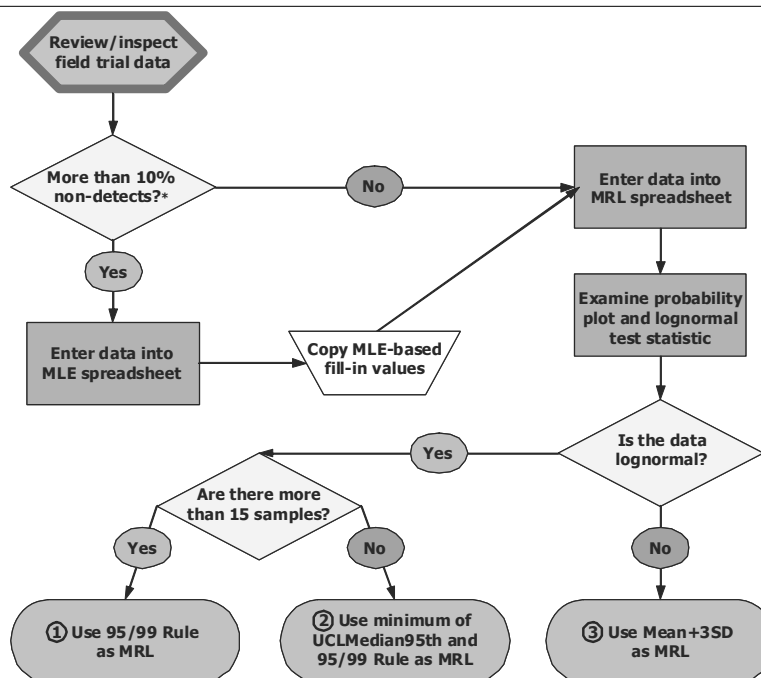 Review/inspect
field trial data
More than 10%
non-detects?*
No
Enter data into
MRL spreadsheet
Yes
Enter data into
MLE spreadsheet
Copy MLE-based
fill-in values
Examine probability
plot and lognormal
test statistic
Is the data
lognormal?
Yes
Are there more
than 15 samples?
Yes
No
No
① Use 95/99 Rule
as MRL
② Use minimum of
UCLMedian95th and
95/99 Rule as MRL
③ Use Mean+3SD
as MRL